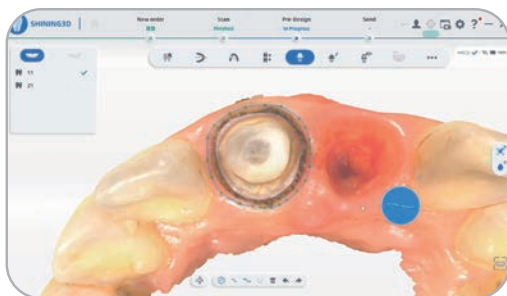 SHINING3D
New order
Scan
Finished
Pre-Design
In Progress
Send
11
21